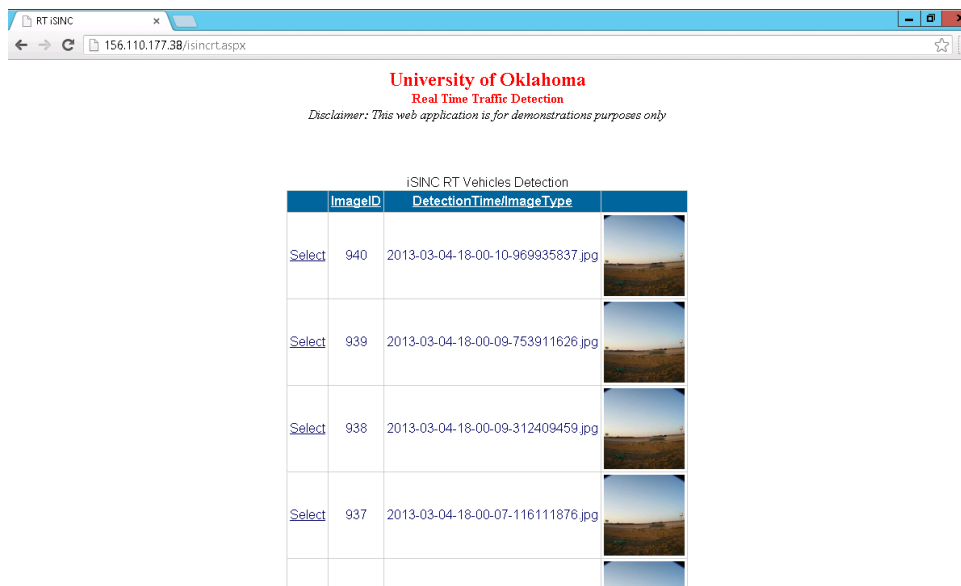 RT iSINC
156.110.177.38/isincrt.aspx
University of Oklahoma
Real Time Traffic Detection
Disclaimer: This web application is for demonstrations purposes only
iSINC RT Vehicles Detection
ImageID DetectionTime/ImageType
Select 940 2013-03-04-18-00-10-969935837.jpg
Select 939 2013-03-04-18-00-09-753911626.jpg
Select 938 2013-03-04-18-00-09-312409459.jpg
Select 937 2013-03-04-18-00-07-116111876.jpg